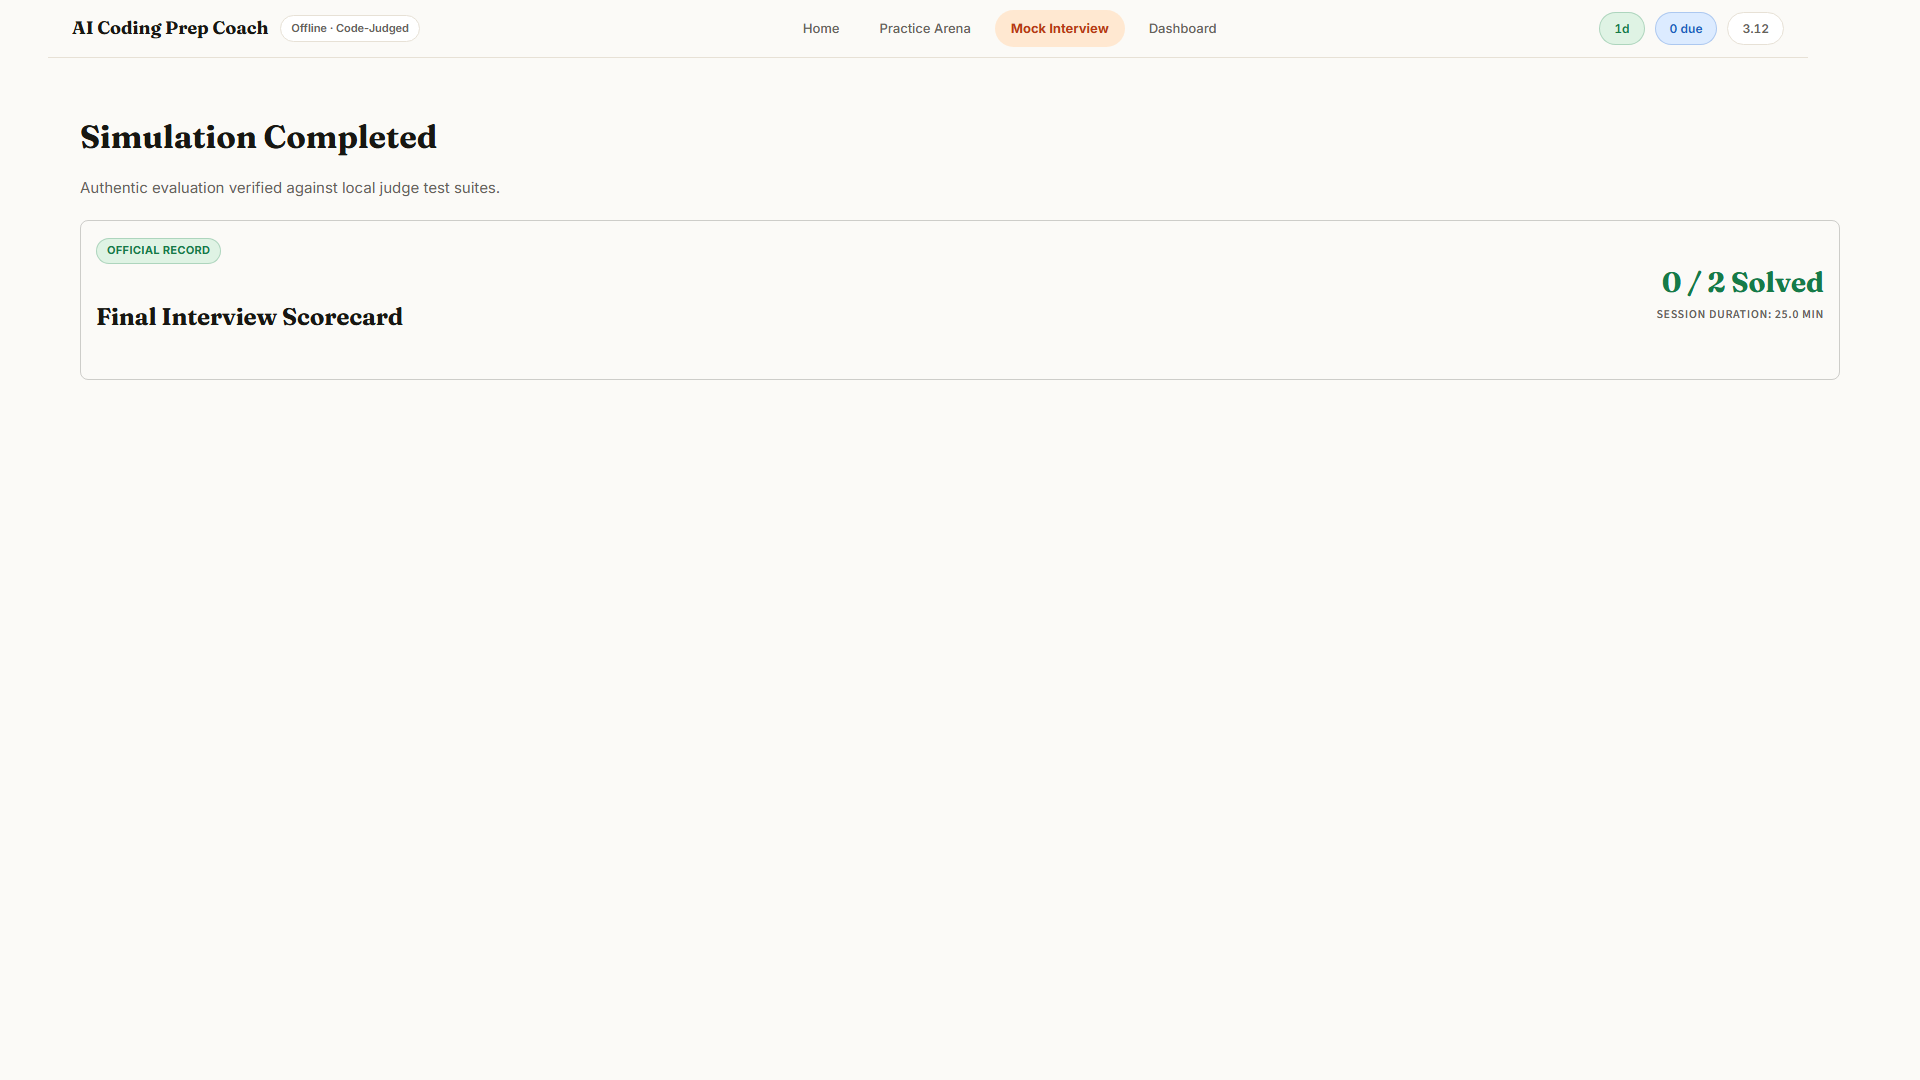 AI Coding Prep Coach
Offline · Code-Judged
Home
Practice Arena
Mock Interview
Dashboard
1d
0 due
3.12
Simulation Completed
Authentic evaluation verified against local judge test suites.
OFFICIAL RECORD
Final Interview Scorecard
0 / 2 Solved
SESSION DURATION: 25.0 MIN